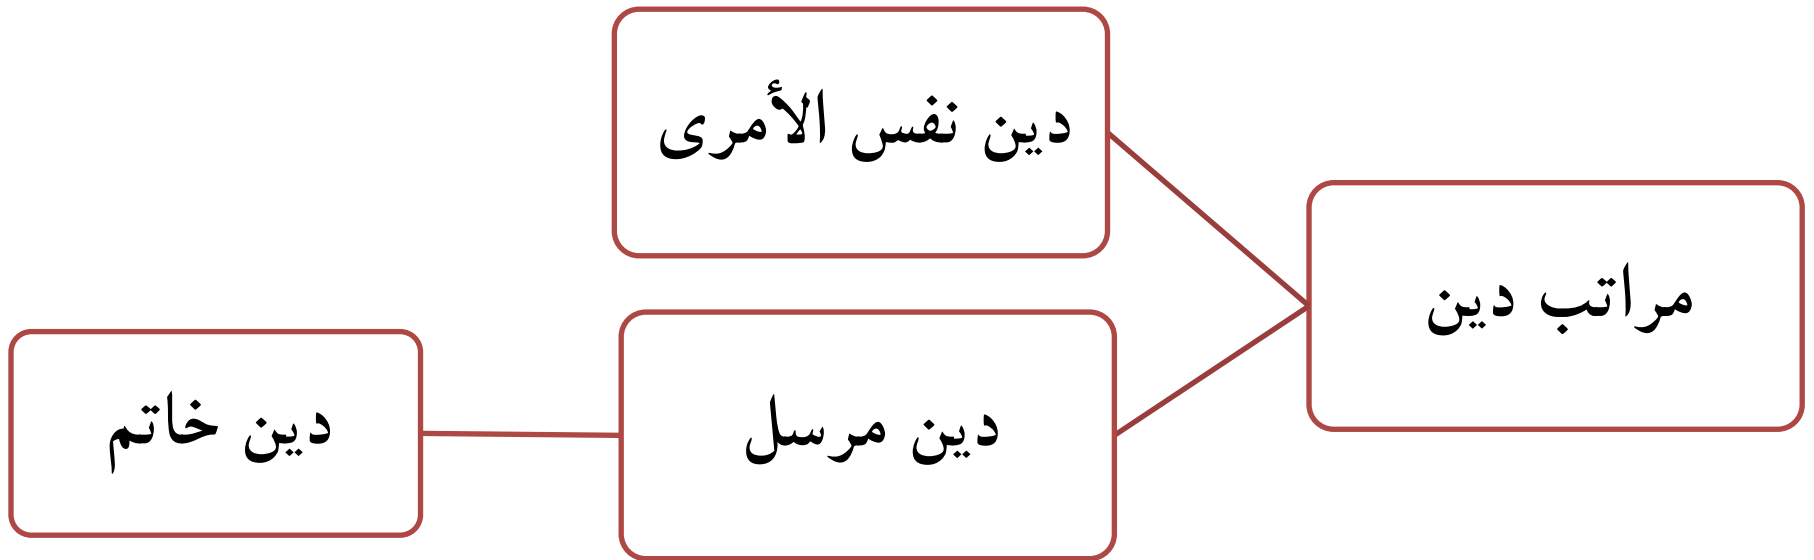 مراتب دین
دین نفس الأمری
دین مرسل
دین خاتم